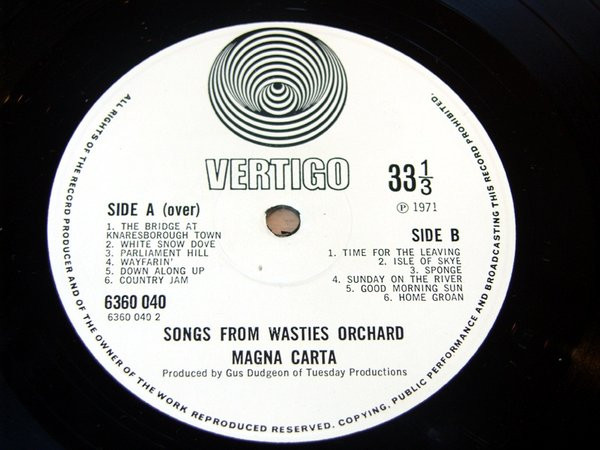 VERTIGO
33 1/3
Ⓟ 1971
SIDE A (over)
1. THE BRIDGE AT
KNARESBOROUGH TOWN
2. WHITE SNOW DOVE
3. PARLIAMENT HILL
4. WAYFARIN'
5. DOWN ALONG UP
6. COUNTRY JAM
6360 040
6360 040 2
SIDE B
1. TIME FOR THE LEAVING
2. ISLE OF SKYE
3. SPONGE
4. SUNDAY ON THE RIVER
5. GOOD MORNING SUN
6. HOME GROAN
SONGS FROM WASTIES ORCHARD
MAGNA CARTA
Produced by Gus Dudgeon of Tuesday Productions
ALL RIGHTS OF THE RECORD PRODUCER AND OF THE OWNER OF THE WORK REPRODUCED RESERVED. COPYING, PUBLIC PERFORMANCE AND BROADCASTING THIS RECORD PROHIBITED.